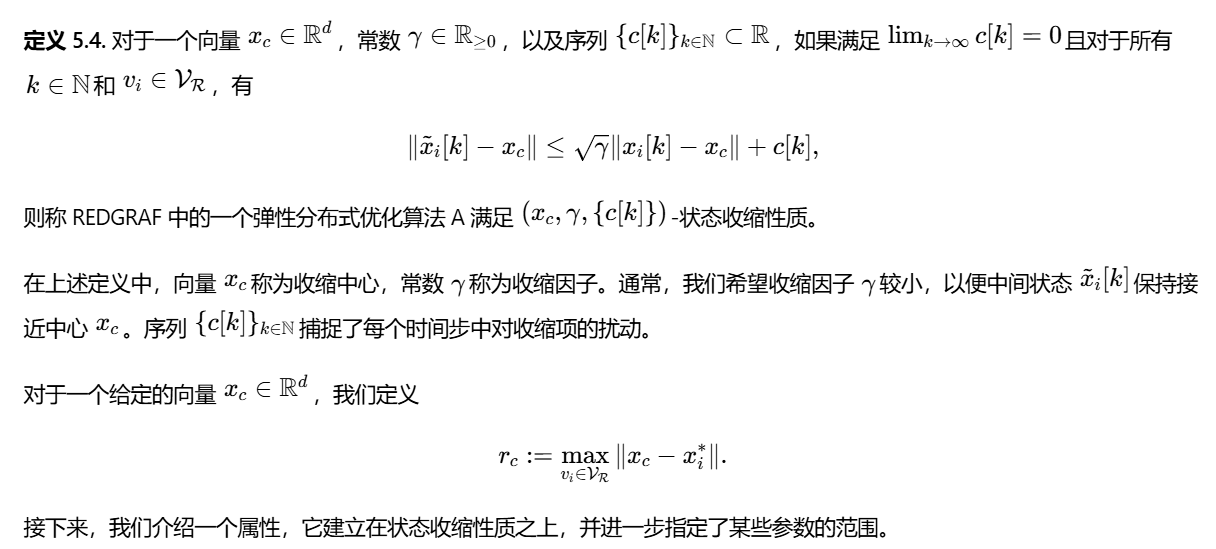 定义 5.4. 对于一个向量 $x_c \in \mathbb{R}^d$，常数 $\gamma \in \mathbb{R}_{\geq 0}$，以及序列 $\{c[k]\}_{k \in \mathbb{N}} \subset \mathbb{R}$，如果满足 $\lim_{k \to \infty} c[k] = 0$ 且对于所有
$k \in \mathbb{N}$ 和 $v_i \in \mathcal{V}_{\mathcal{R}}$，有
$\|\tilde{x}_i[k] - x_c\| \leq \sqrt{\gamma} \|x_i[k] - x_c\| + c[k],$
则称 REDGRAF 中的一个弹性分布式优化算法 A 满足 $(x_c, \gamma, \{c[k]\})$ -状态收缩性质。
在上述定义中，向量 $x_c$ 称为收缩中心，常数 $\gamma$ 称为收缩因子。通常，我们希望收缩因子 $\gamma$ 较小，以便中间状态 $\tilde{x}_i[k]$ 保持接
近中心 $x_c$。序列 $\{c[k]\}_{k \in \mathbb{N}}$ 捕捉了每个时间步中对收缩项的扰动。
对于一个给定的向量 $x_c \in \mathbb{R}^d$，我们定义
$r_c := \max_{v_i \in \mathcal{V}_{\mathcal{R}}} \|x_c - x_i^*\|.$
接下来，我们介绍一个属性，它建立在状态收缩性质之上，并进一步指定了某些参数的范围。